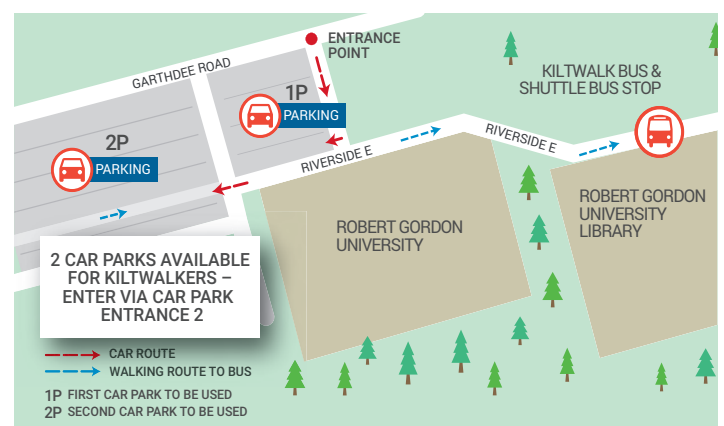 ENTRANCE
POINT
GARTHDEE ROAD
KILTWALK BUS &
SHUTTLE BUS STOP
1P
PARKING
2P
PARKING
RIVERSIDE E
RIVERSIDE E
ROBERT GORDON
UNIVERSITY
ROBERT GORDON
UNIVERSITY
LIBRARY
2 CAR PARKS AVAILABLE
FOR KILTWALKERS –
ENTER VIA CAR PARK
ENTRANCE 2
CAR ROUTE
WALKING ROUTE TO BUS
1P FIRST CAR PARK TO BE USED
2P SECOND CAR PARK TO BE USED